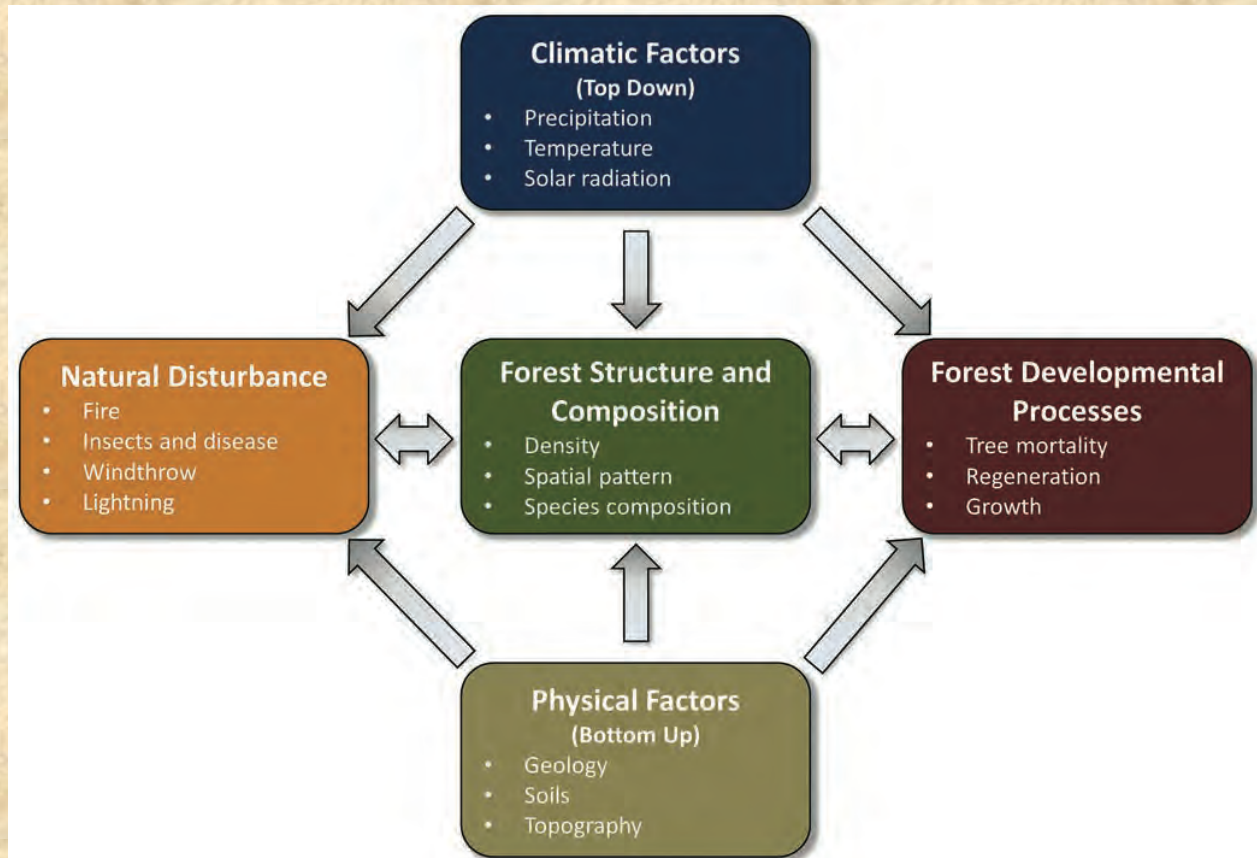 Climatic Factors
(Top Down)
• Precipitation
• Temperature
• Solar radiation
Natural Disturbance
• Fire
• Insects and disease
• Windthrow
• Lightning
Forest Structure and
Composition
• Density
• Spatial pattern
• Species composition
Forest Developmental
Processes
• Tree mortality
• Regeneration
• Growth
Physical Factors
(Bottom Up)
• Geology
• Soils
• Topography